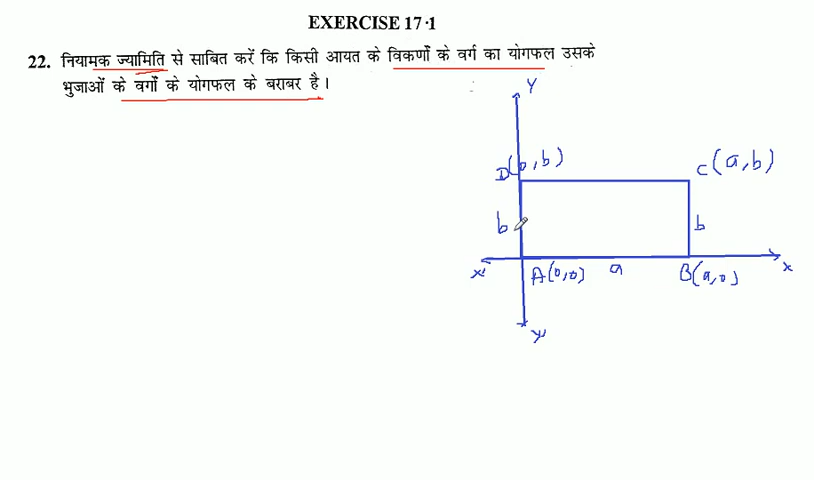 EXERCISE 17·1
22. नियामक ज्यामिति से साबित करें कि किसी आयत के विकर्णों के वर्ग का योगफल उसके
भुजाओं के वर्गों के योगफल के बराबर है।
Y
D(0,b) C(a,b)
b b
X' A(0,0) a B(a,0) X
Y'